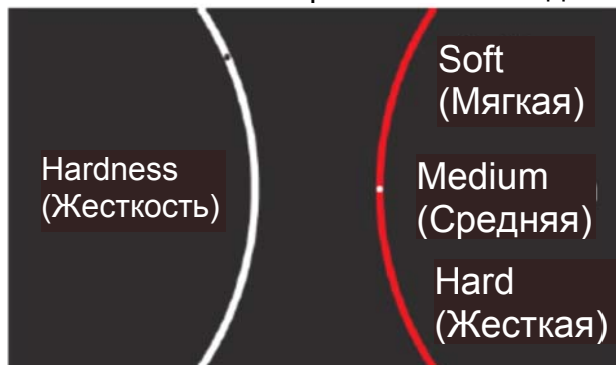 Hardness
(Жесткость)
Soft
(Мягкая)
Medium
(Средняя)
Hard
(Жесткая)